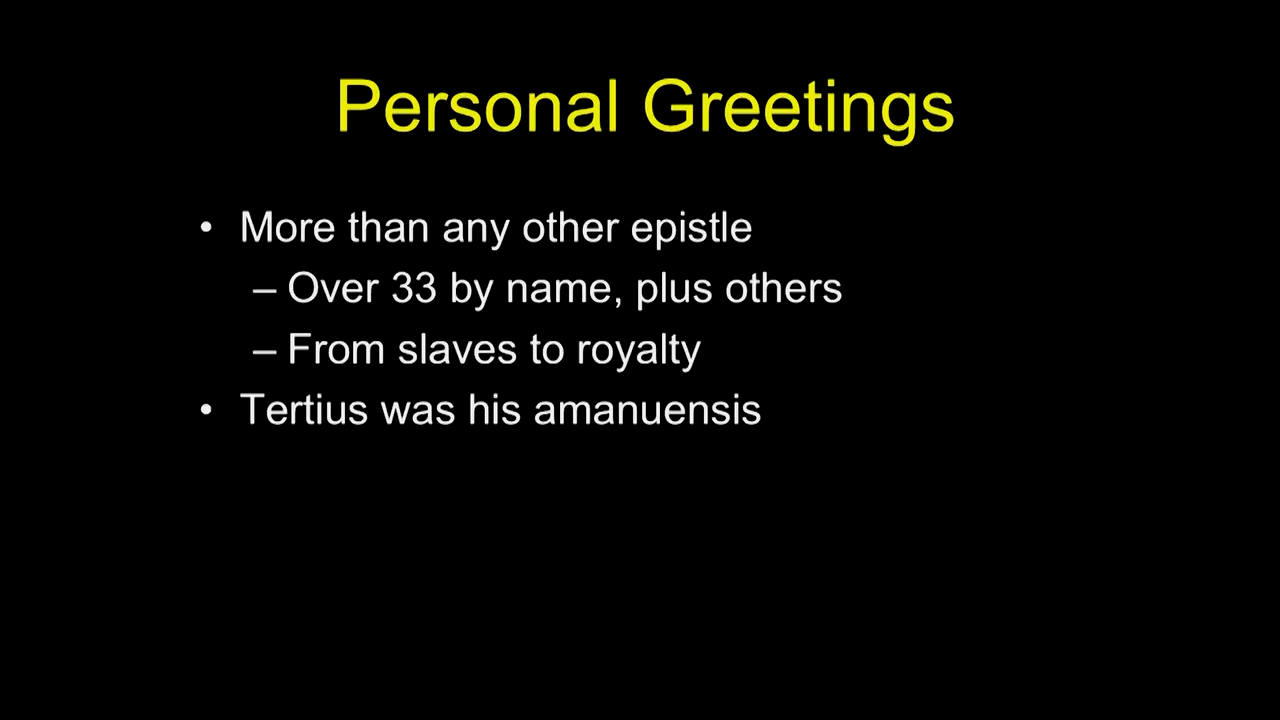 Personal Greetings
• More than any other epistle
– Over 33 by name, plus others
– From slaves to royalty
• Tertius was his amanuensis